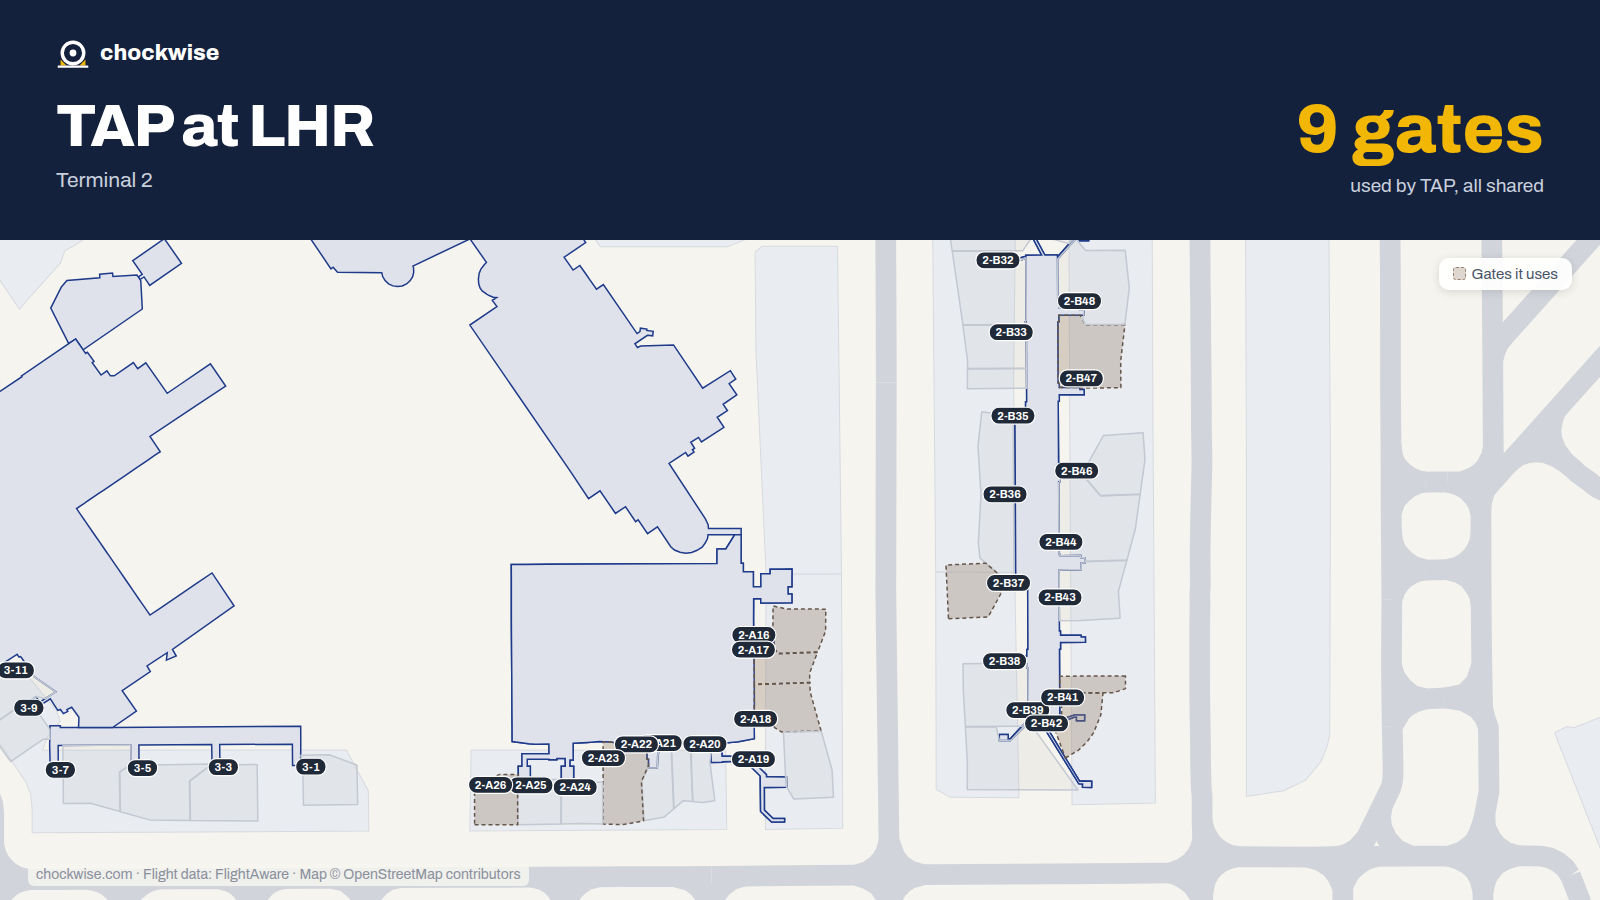 chockwise
TAP at LHR
Terminal 2
9 gates
used by TAP, all shared
Gates it uses
2-B32
2-B48
2-B33
2-B47
2-B35
2-B46
2-B36
2-B44
2-B37
2-B43
2-B38
2-B41
2-B39
2-B42
2-A16
2-A17
2-A18
2-A19
2-A20
A21
2-A22
2-A23
2-A24
2-A25
2-A26
3-11
3-9
3-7
3-5
3-3
3-1
chockwise.com · Flight data: FlightAware · Map © OpenStreetMap contributors